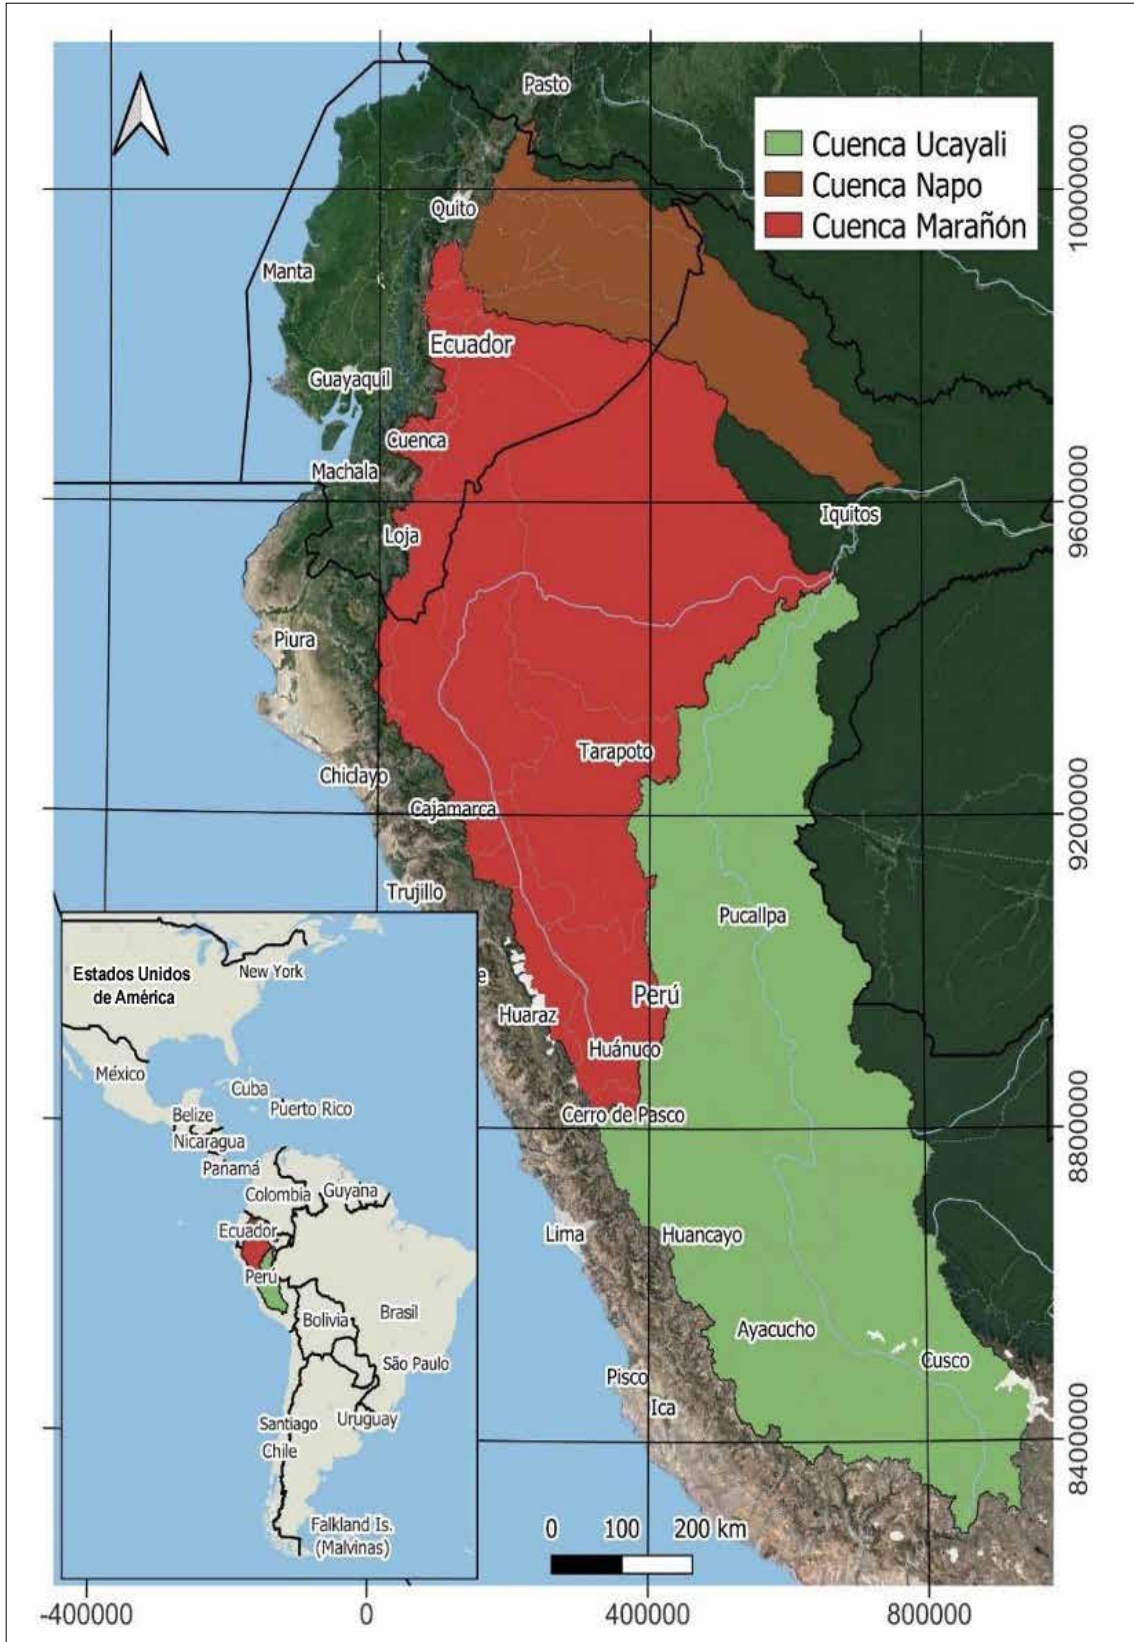 Pasto
Cuenca Ucayali
Cuenca Napo
Cuenca Marañón
Quito
Manta
Ecuador
Guayaquil
Cuenca
Machala
Iquitos
Loja
Piura
Tarapoto
Chiclayo
Cajamarca
Trujillo
Pucallpa
e
Perú
Huaraz
Huánuco
Cerro de Pasco
Lima
Huancayo
Ayacucho
Cusco
Pisco
Ica
10000000
9600000
9200000
8800000
8400000
0 100 200 km
-400000 0 400000 800000
Estados Unidos
de América
New York
México
Cuba
Puerto Rico
Belize
Nicaragua
Panamá
Colombia
Guyana
Ecuador
Perú
Bolivia
Brasil
São Paulo
Santiago
Uruguay
Chile
Falkland Is.
(Malvinas)